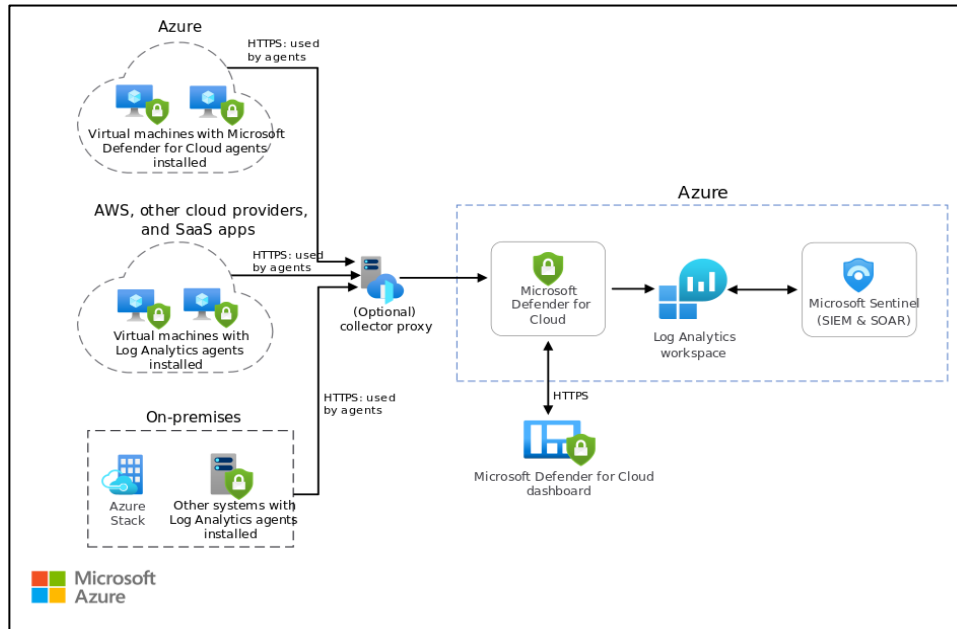 Azure
HTTPS: used
by agents
Virtual machines with Microsoft
Defender for Cloud agents
installed
AWS, other cloud providers,
and SaaS apps
HTTPS: used
by agents
Virtual machines with
Log Analytics agents
installed
(Optional)
collector proxy
HTTPS: used
by agents
On-premises
Azure
Stack
Other systems with
Log Analytics agents
installed
Azure
Microsoft
Defender for
Cloud
Log Analytics
workspace
Microsoft Sentinel
(SIEM & SOAR)
HTTPS
Microsoft Defender for Cloud
dashboard
Microsoft
Azure